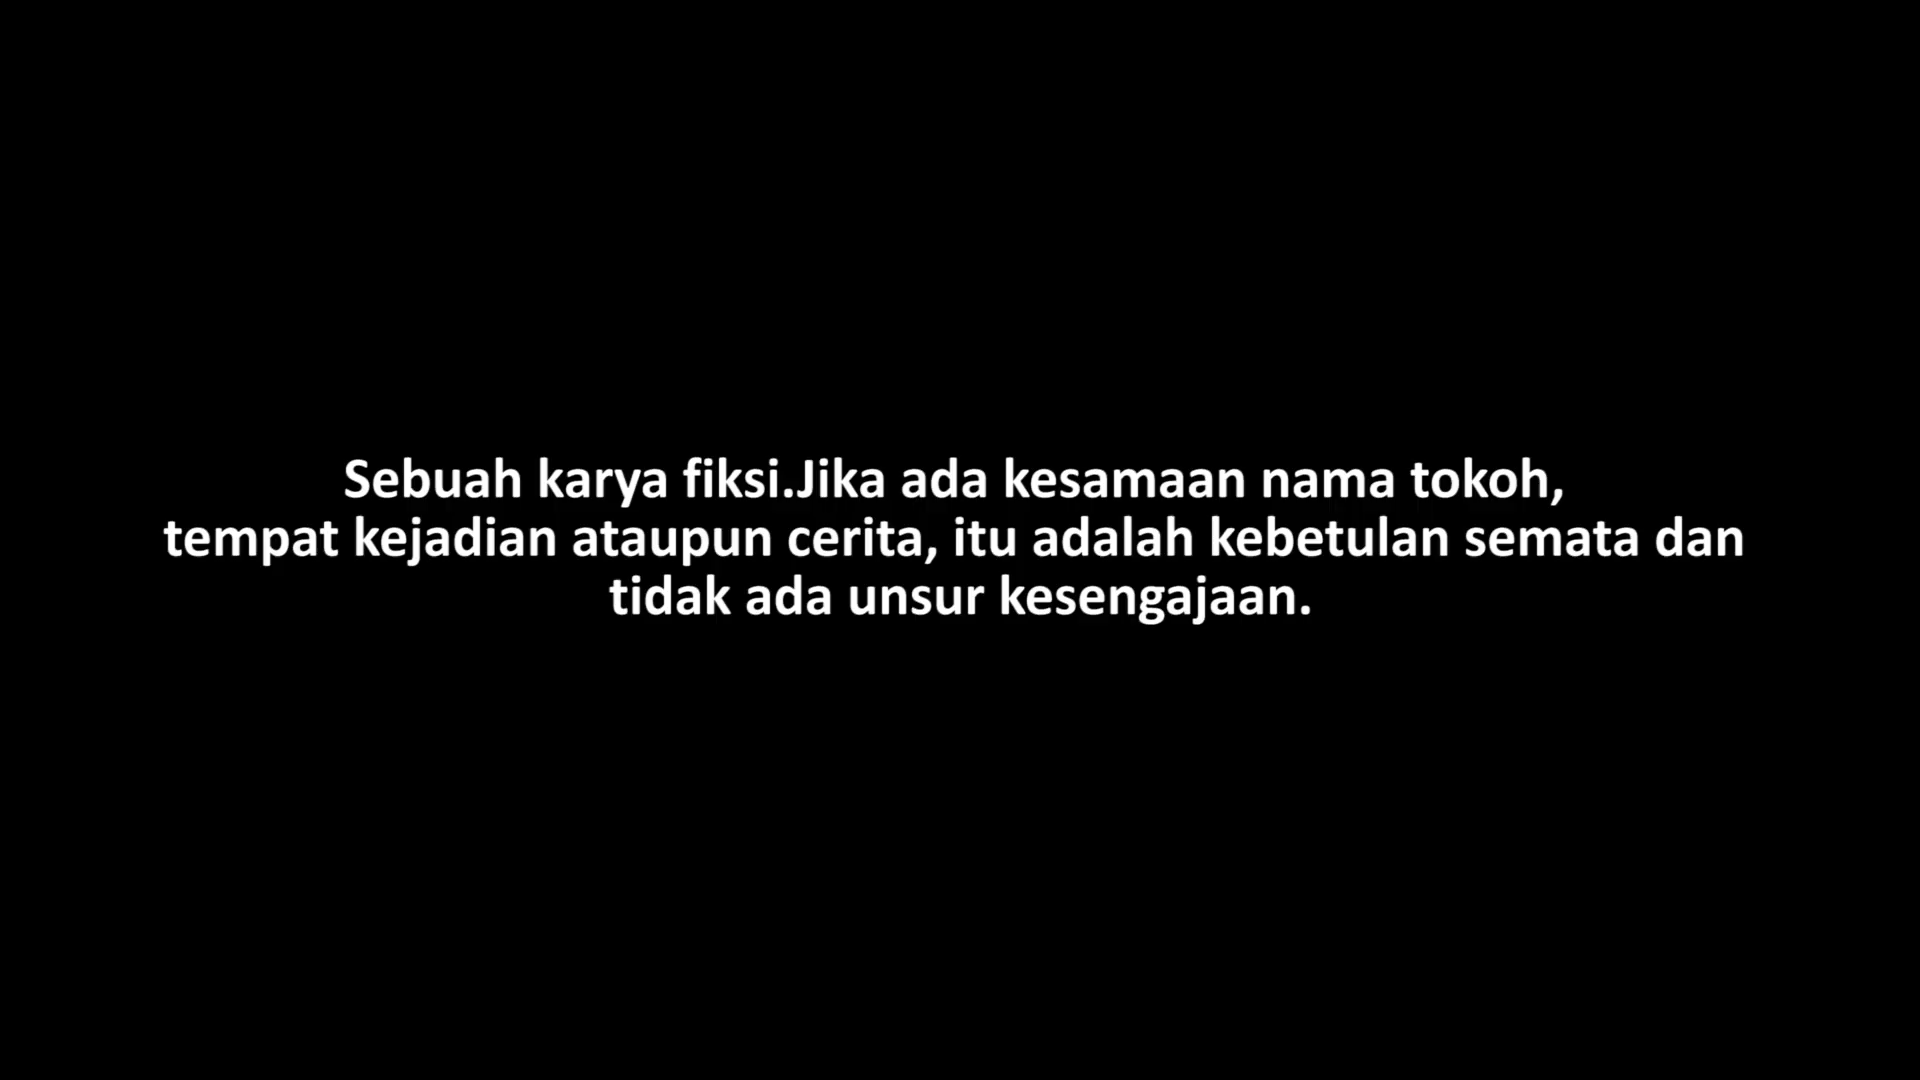 Sebuah karya fiksi.Jika ada kesamaan nama tokoh,
tempat kejadian ataupun cerita, itu adalah kebetulan semata dan
tidak ada unsur kesengajaan.